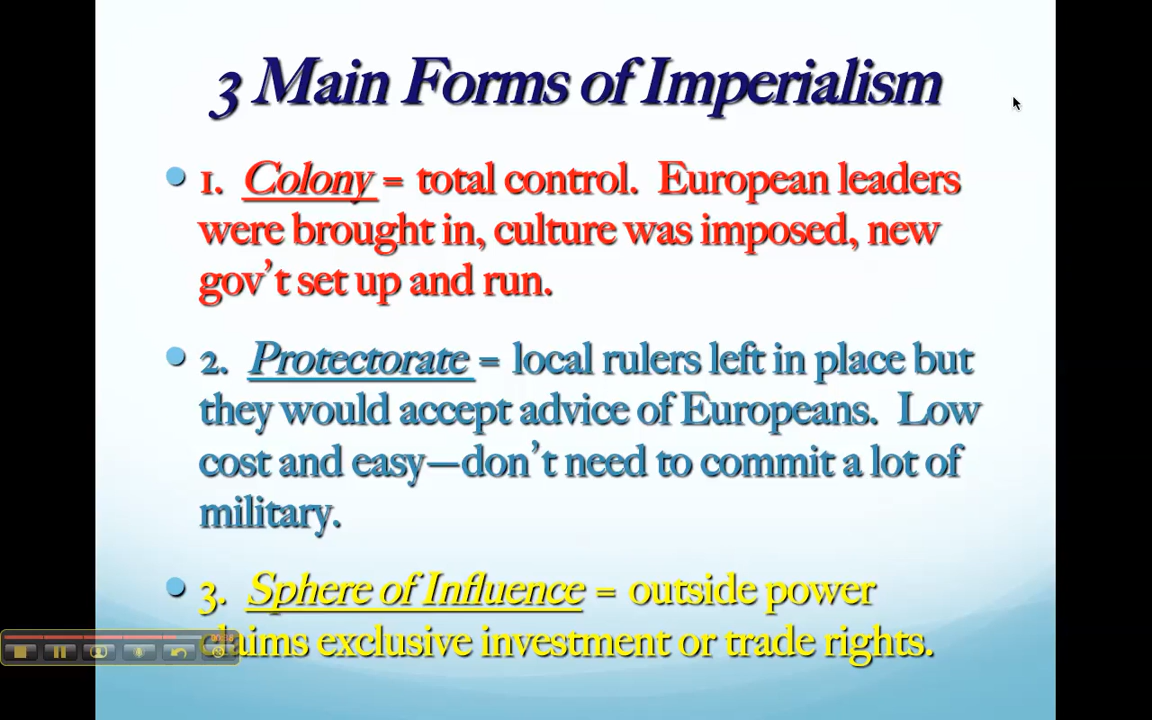 3 Main Forms of Imperialism
1. Colony = total control. European leaders
were brought in, culture was imposed, new
gov’t set up and run.
2. Protectorate = local rulers left in place but
they would accept advice of Europeans. Low
cost and easy—don’t need to commit a lot of
military.
3. Sphere of Influence = outside power
claims exclusive investment or trade rights.